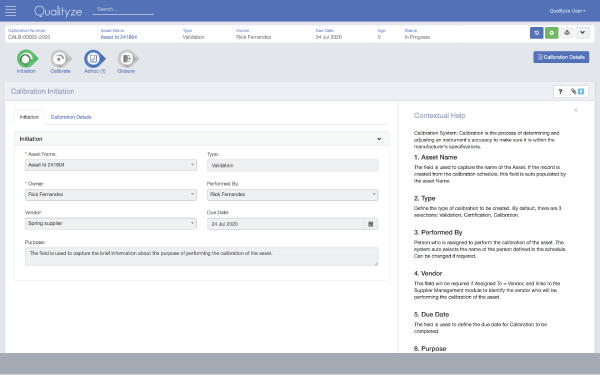 Qualityze
Search...
Qualityze User
Calibration Number
Asset Name
Type
Owner
Due Date
Age
Status
CALB-00025-2020
Asset Id 241804
Validation
Rick Fernandez
24 Jul 2020
0
In Progress
Initiation
Calibrate
Adhoc (1)
Closure
Calibration Details
Calibration Initiation
?
Initiation
Calibration Details
Initiation
* Asset Name:
Type:
Asset Id 241804
Validation
* Owner:
Performed By:
Rick Fernandez
Rick Fernandez
Vendor:
Due Date:
Spring supplier
24 Jul 2020
Purpose:
The field is used to capture the brief information about the purpose of performing the calibration of the asset.
Contextual Help
Calibration System: Calibration is the process of determining and
adjusting an instrument's accuracy to make sure it is within the
manufacturer's specifications.
1. Asset Name
The field is used to capture the name of the Asset. If the record is
created from the calibration schedule, this field is auto populated by
the asset Name.
2. Type
Define the type of calibration to be created. By default, there are 3
selections: Validation, Certification, Calibration.
3. Performed By
Person who is assigned to perform the calibration of the asset. The
system auto selects the name of the person defined in the schedule.
Can be changed if required.
4. Vendor
This field will be required if Assigned To = Vendor, and links to the
Supplier Management module to identify the vendor who will be
performing the calibration of the asset.
5. Due Date
The field is used to define the due date for Calibration to be
completed.
6. Purpose